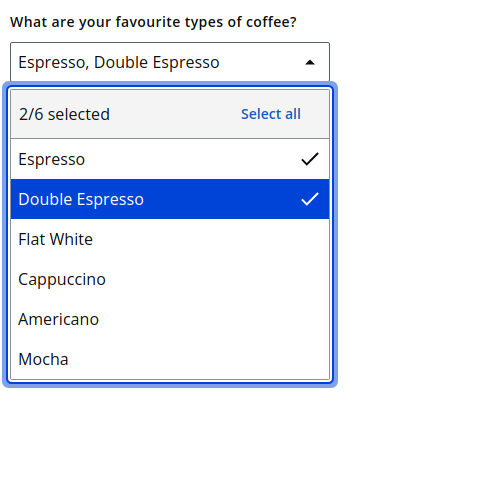 What are your favourite types of coffee?
Espresso, Double Espresso
2/6 selected Select all
Espresso
Double Espresso
Flat White
Cappuccino
Americano
Mocha